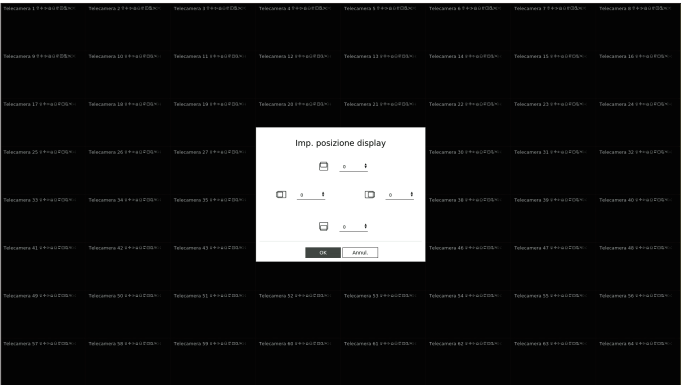 Telecamera 1 Telecamera 2 Telecamera 3 Telecamera 4 Telecamera 5 Telecamera 6 Telecamera 7 Telecamera 8
Telecamera 9 Telecamera 10 Telecamera 11 Telecamera 12 Telecamera 13 Telecamera 14 Telecamera 15 Telecamera 16
Telecamera 17 Telecamera 18 Telecamera 19 Telecamera 20 Telecamera 21 Telecamera 22 Telecamera 23 Telecamera 24
Imp. posizione display
Telecamera 25 Telecamera 26 Telecamera 27 Telecamera 30 Telecamera 31 Telecamera 32
0
0 0
Telecamera 33 Telecamera 34 Telecamera 35 Telecamera 38 Telecamera 39 Telecamera 40
0
Telecamera 41 Telecamera 42 Telecamera 43 Telecamera 46 Telecamera 47 Telecamera 48
OK Annul.
Telecamera 49 Telecamera 50 Telecamera 51 Telecamera 52 Telecamera 53 Telecamera 54 Telecamera 55 Telecamera 56
Telecamera 57 Telecamera 58 Telecamera 59 Telecamera 60 Telecamera 61 Telecamera 62 Telecamera 63 Telecamera 64